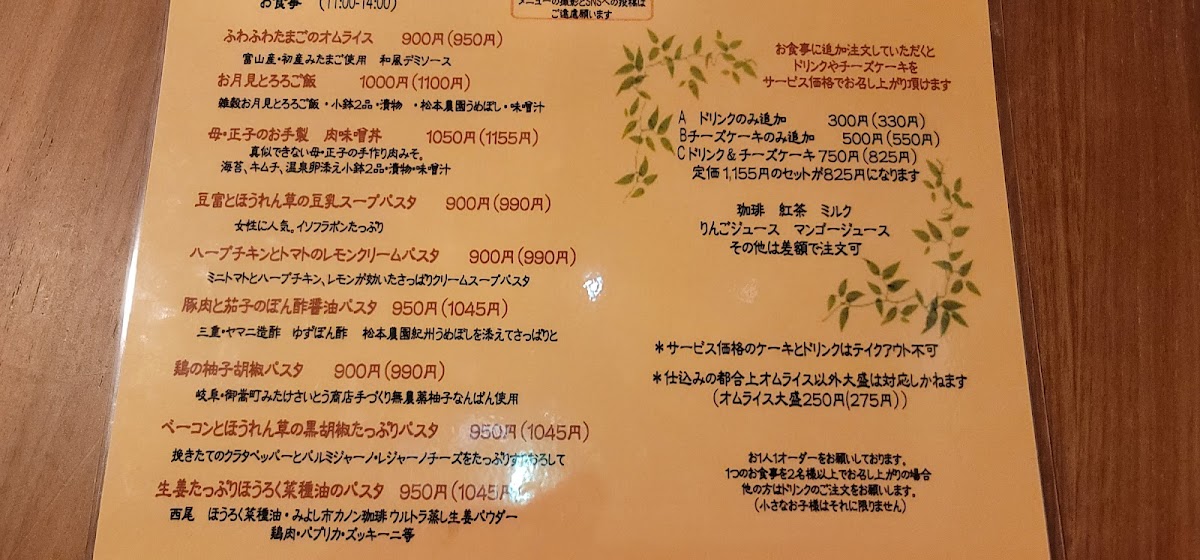 お食事 (11:00-14:00)
メニューの撮影とSNSへの投稿は
ご遠慮願います
ふわふわたまごのオムライス 900円(950円)
富山産・初産みたまご使用 和風デミソース
お月見とろろご飯 1000円(1100円)
雑穀お月見とろろご飯・小鉢2品・漬物 ・松本農園うめぼし・味噌汁
母・正子のお手製 肉味噌丼 1050円(1155円)
真似できない母・正子の手作り肉みそ。
海苔、キムチ、温泉卵添え小鉢2品・漬物・味噌汁
豆富とほうれん草の豆乳スープパスタ 900円(990円)
女性に人気。イソフラボンたっぷり
ハーブチキンとトマトのレモンクリームパスタ 900円(990円)
ミニトマトとハーブチキン、レモンが効いたさっぱりクリームスープパスタ
豚肉と茄子のぽん酢醤油パスタ 950円(1045円)
三重・ヤマニ造酢 ゆずぽん酢 松本農園紀州うめぼしを添えてさっぱりと
鶏の柚子胡椒パスタ 900円(990円)
岐阜・御嵩町みたけさいとう商店手づくり無農薬柚子なんばん使用
ベーコンとほうれん草の黒胡椒たっぷりパスタ 950円(1045円)
挽きたてのクラタペッパーとパルミジャーノ・レジャーノチーズをたっぷりすりおろして
生姜たっぷりほうろく菜種油のパスタ 950円(1045円)
西尾 ほうろく菜種油・みよし市カノン珈琲ウルトラ蒸し生姜パウダー
鶏肉・パプリカ・ズッキーニ等
お食事に追加注文していただくと
ドリンクやチーズケーキを
サービス価格でお召し上がり頂けます
A ドリンクのみ追加 300円(330円)
Bチーズケーキのみ追加 500円(550円)
Cドリンク&チーズケーキ750円(825円)
定価1,155円のセットが825円になります
珈琲 紅茶 ミルク
りんごジュース マンゴージュース
その他は差額で注文可
*サービス価格のケーキとドリンクはテイクアウト不可
*仕込みの都合上オムライス以外大盛は対応しかねます
(オムライス大盛250円(275円))
お1人1オーダーをお願いしております。
1つのお食事を2名様以上でお召し上がりの場合
他の方はドリンクのご注文をお願いします。
(小さなお子様はそれに限りません)